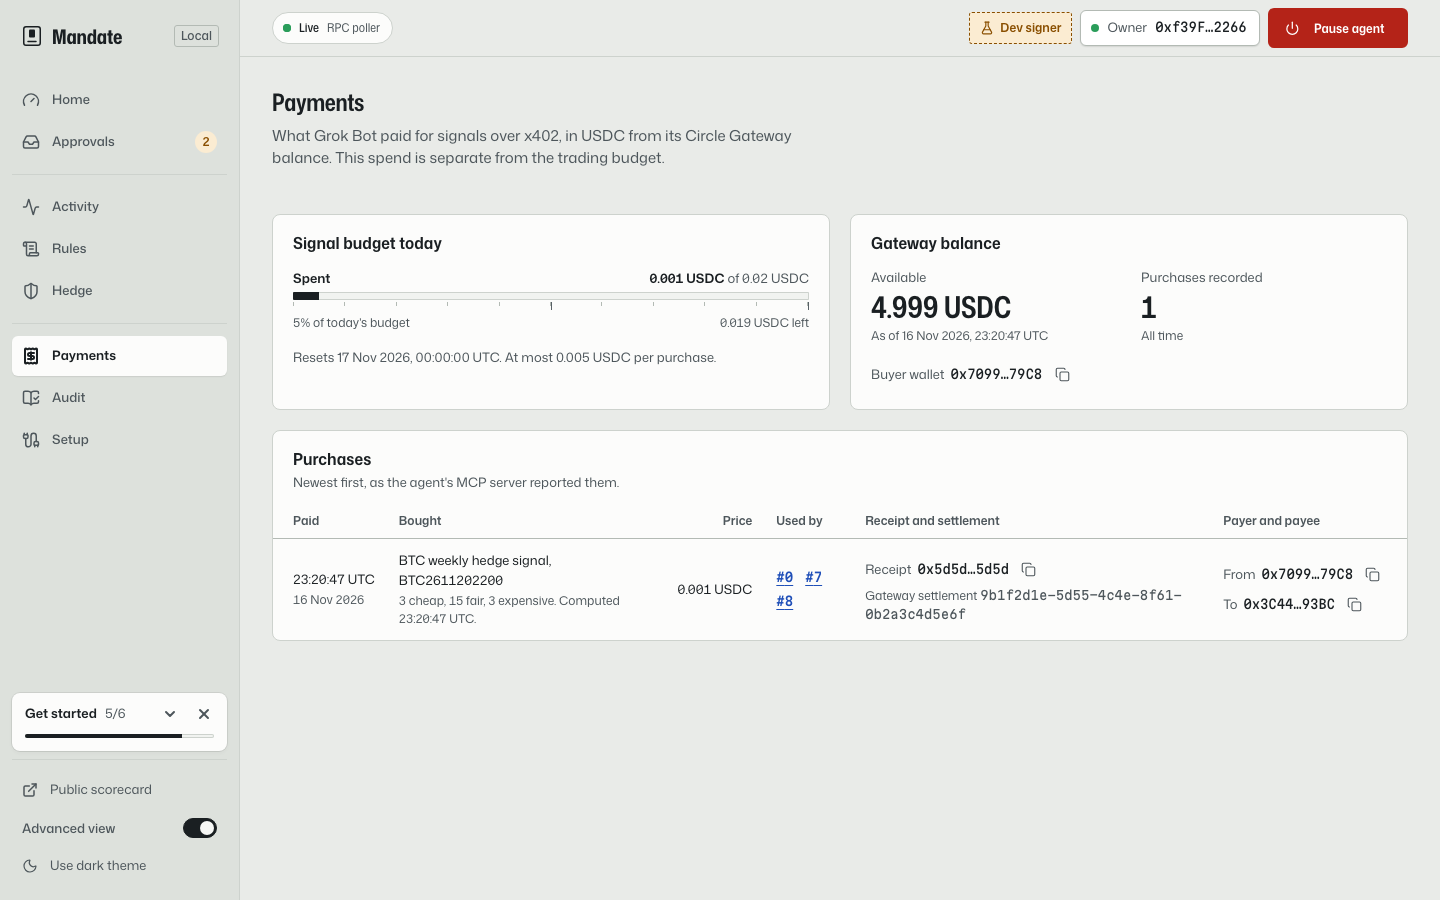 Mandate
Local
Home
Approvals 2
Activity
Rules
Hedge
Payments
Audit
Setup
Get started 5/6
Public scorecard
Advanced view
Use dark theme
Live RPC poller
Dev signer
Owner 0xf39F…2266
Pause agent
Payments
What Grok Bot paid for signals over x402, in USDC from its Circle Gateway
balance. This spend is separate from the trading budget.
Signal budget today
Spent 0.001 USDC of 0.02 USDC
5% of today's budget 0.019 USDC left
Resets 17 Nov 2026, 00:00:00 UTC. At most 0.005 USDC per purchase.
Gateway balance
Available
4.999 USDC
As of 16 Nov 2026, 23:20:47 UTC
Purchases recorded
1
All time
Buyer wallet 0x7099…79C8
Purchases
Newest first, as the agent's MCP server reported them.
Paid Bought Price Used by Receipt and settlement Payer and payee
23:20:47 UTC
16 Nov 2026
BTC weekly hedge signal,
BTC2611202200
3 cheap, 15 fair, 3 expensive. Computed
23:20:47 UTC.
0.001 USDC
#0 #7
#8
Receipt 0x5d5d…5d5d
Gateway settlement 9b1f2d1e-5d55-4c4e-8f61-
0b2a3c4d5e6f
From 0x7099…79C8
To 0x3C44…93BC